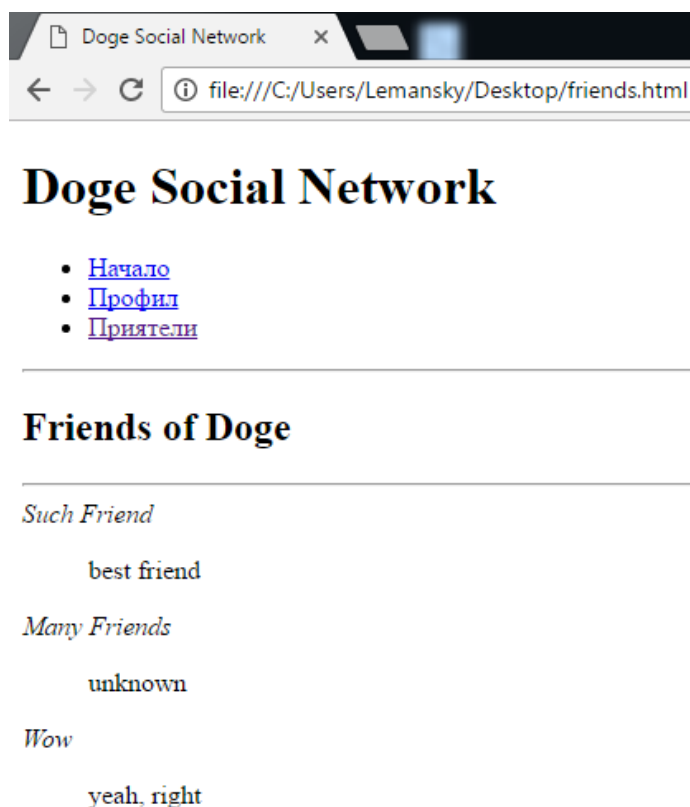 Doge Social Network
file:///C:/Users/Lemansky/Desktop/friends.html
Doge Social Network
Начало
Профил
Приятели
Friends of Doge
Such Friend
best friend
Many Friends
unknown
Wow
yeah, right